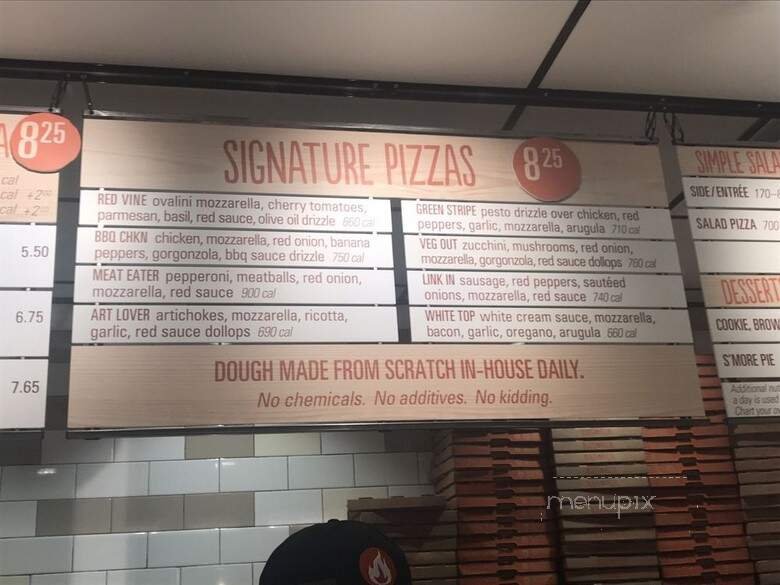 A 8 25
cal
cal +2
cal +2
5.50
6.75
7.65
SIGNATURE PIZZAS
8 25
RED VINE ovalini mozzarella, cherry tomatoes,
parmesan, basil, red sauce, olive oil drizzle 660 cal
BBQ CHKN chicken, mozzarella, red onion, banana
peppers, gorgonzola, bbq sauce drizzle 750 cal
MEAT EATER pepperoni, meatballs, red onion,
mozzarella, red sauce 900 cal
ART LOVER artichokes, mozzarella, ricotta,
garlic, red sauce dollops 690 cal
GREEN STRIPE pesto drizzle over chicken, red
peppers, garlic, mozzarella, arugula 710 cal
VEG OUT zucchini, mushrooms, red onion,
mozzarella, gorgonzola, red sauce dollops 760 cal
LINK IN sausage, red peppers, sautéed
onions, mozzarella, red sauce 740 cal
WHITE TOP white cream sauce, mozzarella,
bacon, garlic, oregano, arugula 660 cal
DOUGH MADE FROM SCRATCH IN-HOUSE DAILY.
No chemicals. No additives. No kidding.
SIMPLE SAL
SIDE/ENTRÉE 170-
SALAD PIZZA 700
DESSERT
COOKIE, BROW
S'MORE PIE
Additional nut
a day is used
Chart your
menupix